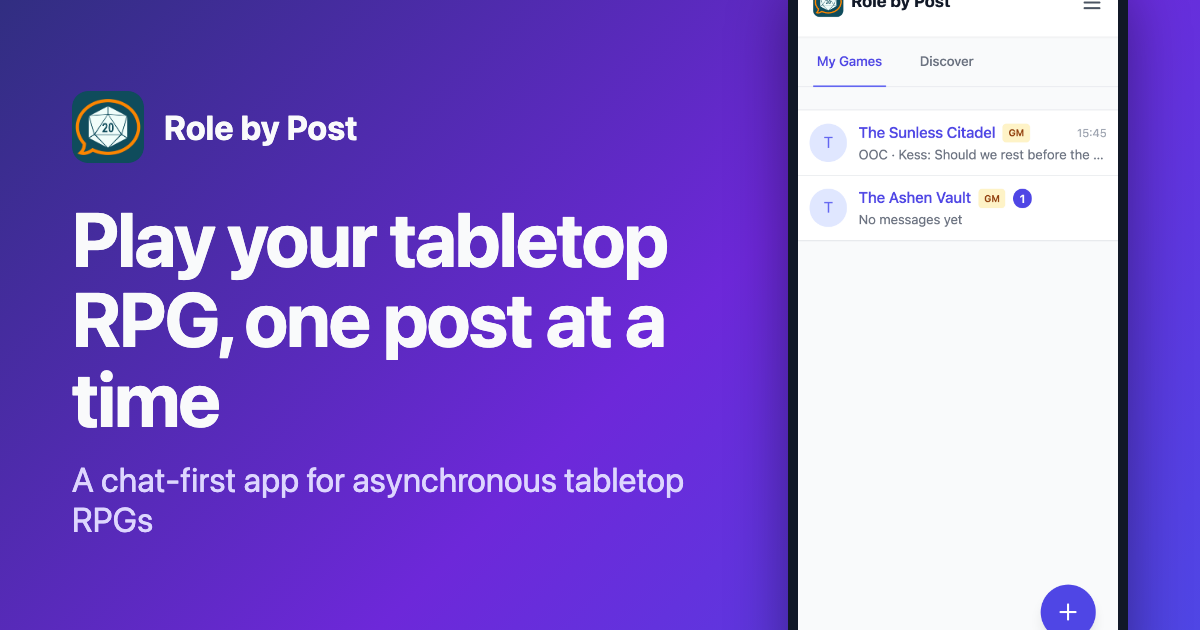 20
Role by Post
Play your tabletop
RPG, one post at a
time
A chat-first app for asynchronous tabletop
RPGs
20
Role by Post
My Games
Discover
T
The Sunless Citadel
GM
15:45
OOC · Kess: Should we rest before the ...
T
The Ashen Vault
GM
1
No messages yet
+